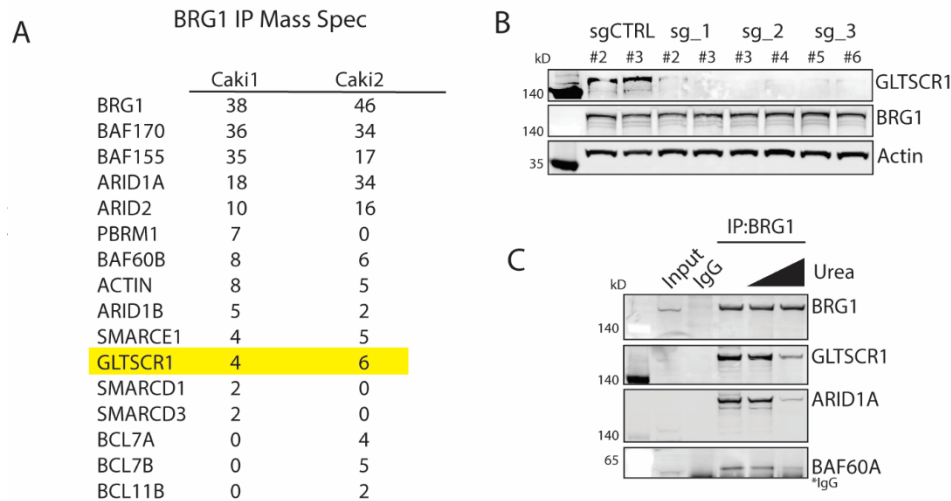 A
BRG1 IP Mass Spec
Caki1 Caki2
BRG1 38 46
BAF170 36 34
BAF155 35 17
ARID1A 18 34
ARID2 10 16
PBRM1 7 0
BAF60B 8 6
ACTIN 8 5
ARID1B 5 2
SMARCE1 4 5
GLTSCR1 4 6
SMARCD1 2 0
SMARCD3 2 0
BCL7A 0 4
BCL7B 0 5
BCL11B 0 2
B
sgCTRL sg_1 sg_2 sg_3
kD #2 #3 #2 #3 #3 #4 #5 #6
140 GLTSCR1
140 BRG1
35 Actin
C
IP:BRG1
kD Input IgG Urea
140 BRG1
140 GLTSCR1
140 ARID1A
65 BAF60A
*IgG